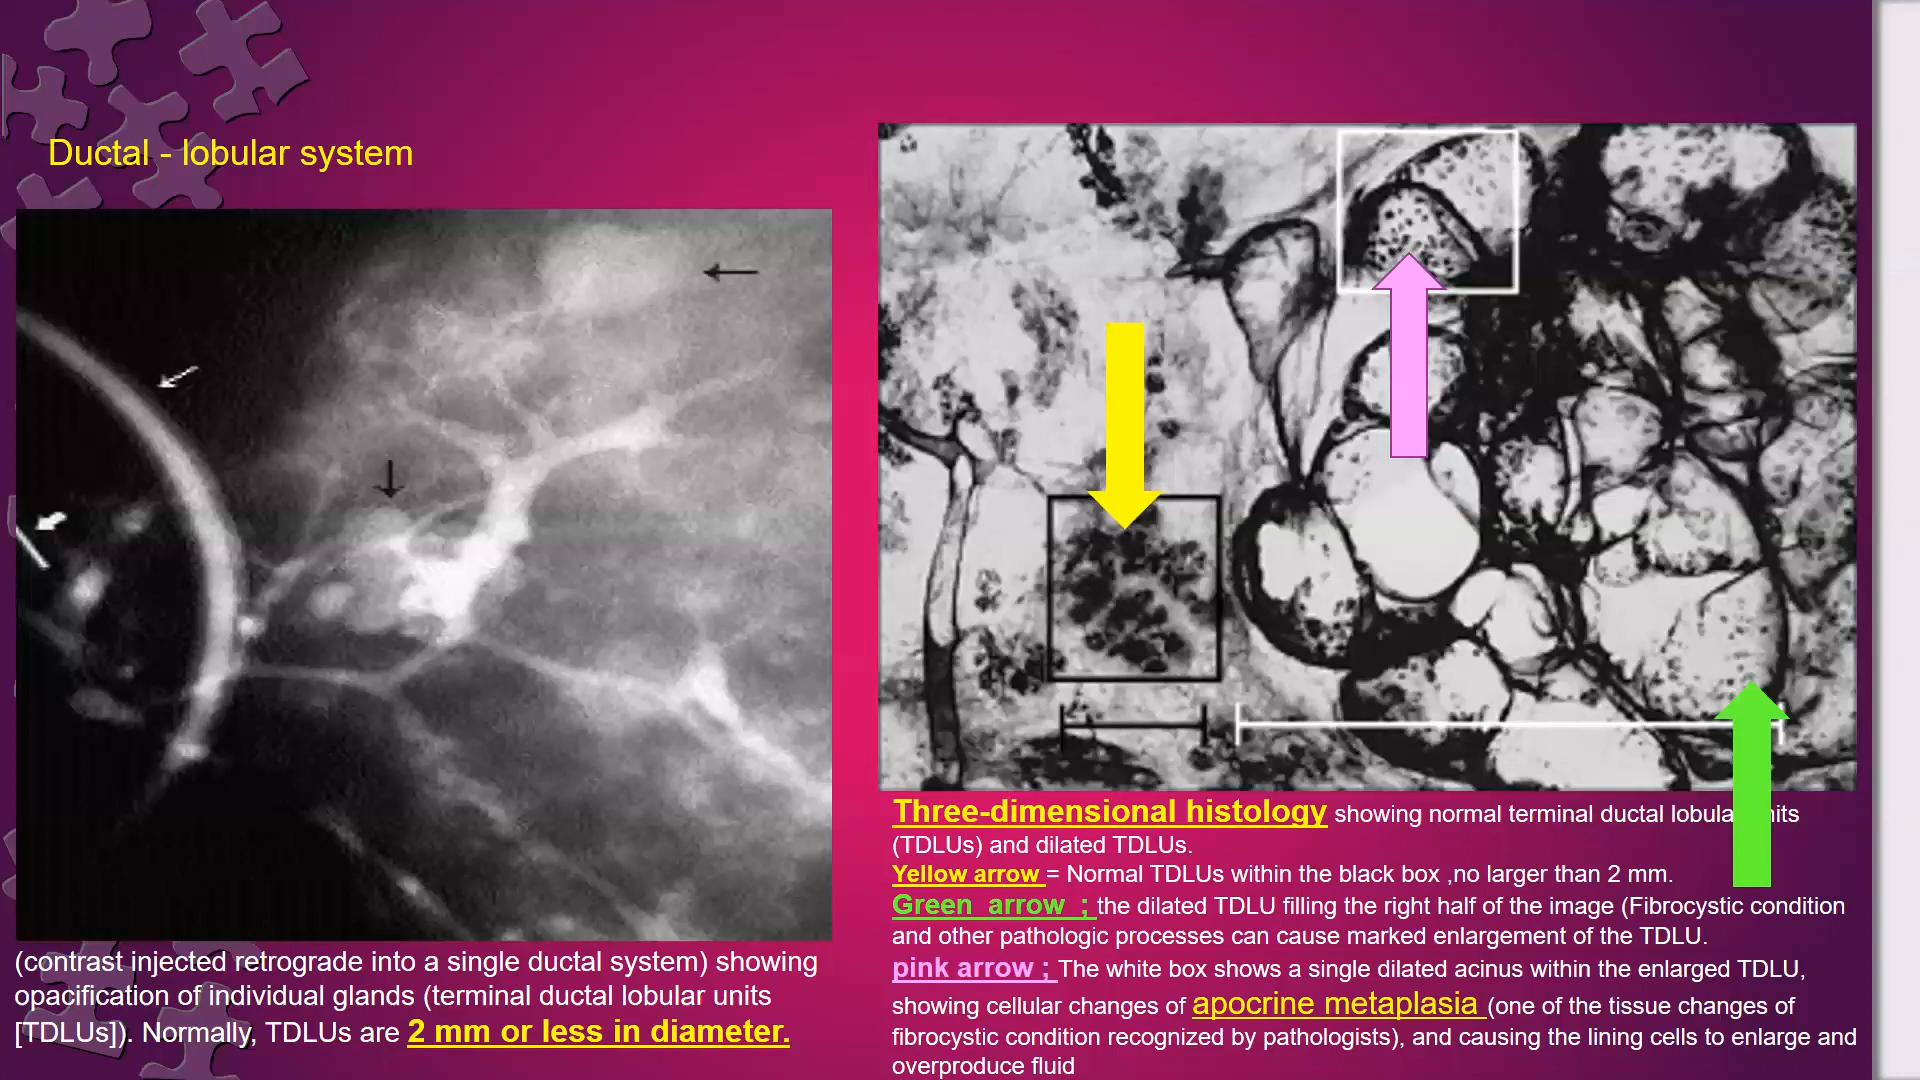 Ductal - lobular system
(contrast injected retrograde into a single ductal system) showing
opacification of individual glands (terminal ductal lobular units
[TDLUs]). Normally, TDLUs are 2 mm or less in diameter.
Three-dimensional histology showing normal terminal ductal lobula nits
(TDLUs) and dilated TDLUs.
Yellow arrow = Normal TDLUs within the black box ,no larger than 2 mm.
Green arrow ; the dilated TDLU filling the right half of the image (Fibrocystic condition
and other pathologic processes can cause marked enlargement of the TDLU.
pink arrow ; The white box shows a single dilated acinus within the enlarged TDLU,
showing cellular changes of apocrine metaplasia (one of the tissue changes of
fibrocystic condition recognized by pathologists), and causing the lining cells to enlarge and
overproduce fluid